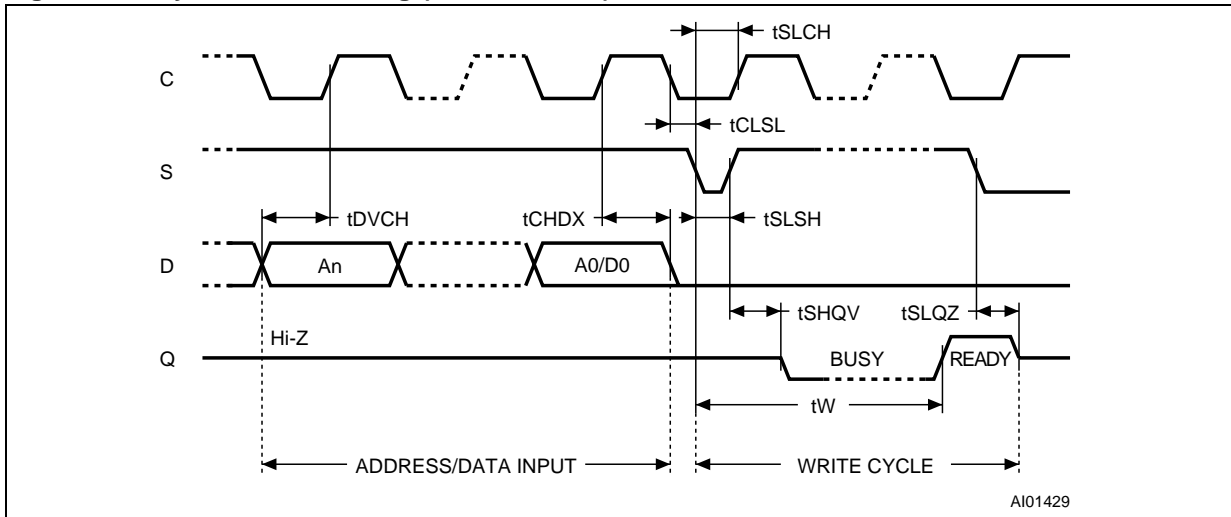 tSLCH
C
tCLSL
S
tDVCH
tCHDX
tSLSH
D
An
A0/D0
tSHQV
tSLQZ
Hi-Z
Q
BUSY
READY
tW
ADDRESS/DATA INPUT
WRITE CYCLE
AI01429